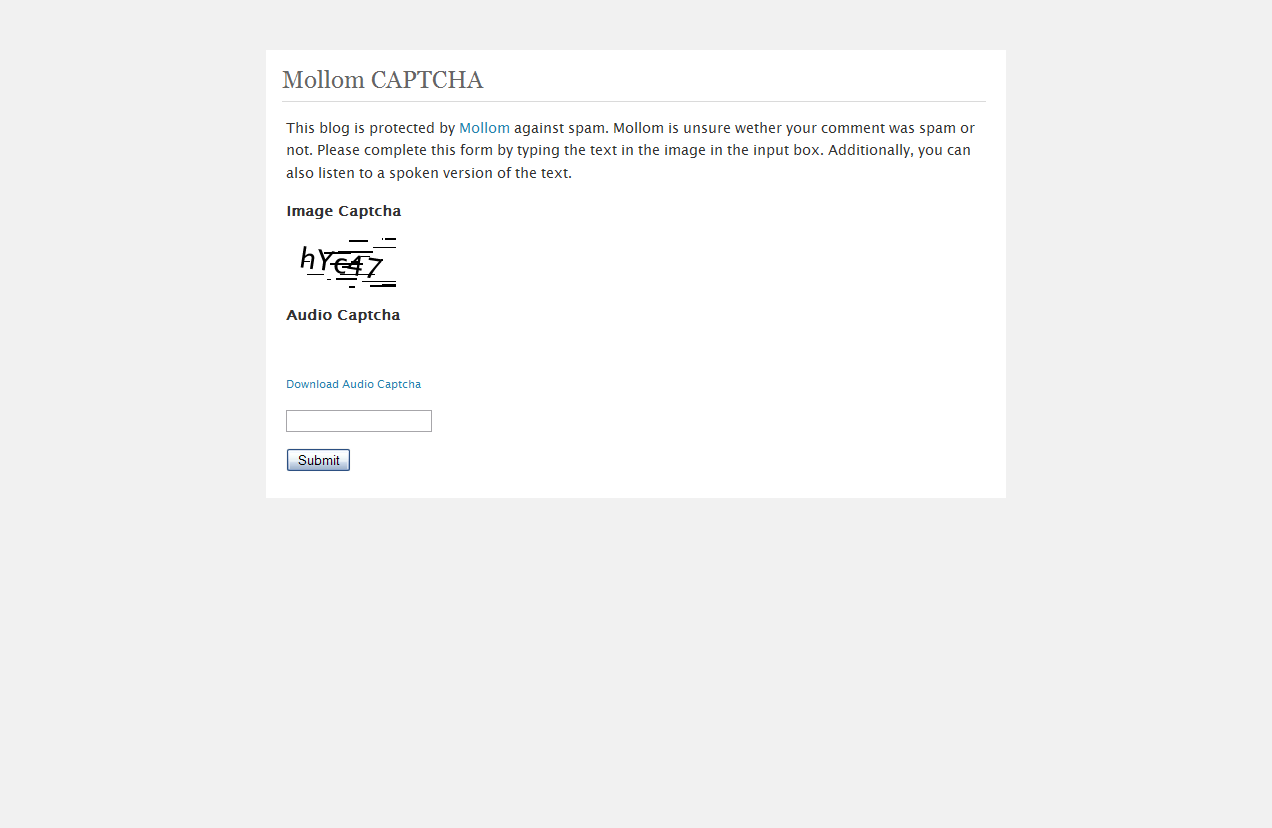 Mollom CAPTCHA
This blog is protected by Mollom against spam. Mollom is unsure wether your comment was spam or
not. Please complete this form by typing the text in the image in the input box. Additionally, you can
also listen to a spoken version of the text.
Image Captcha
Audio Captcha
Download Audio Captcha
Submit